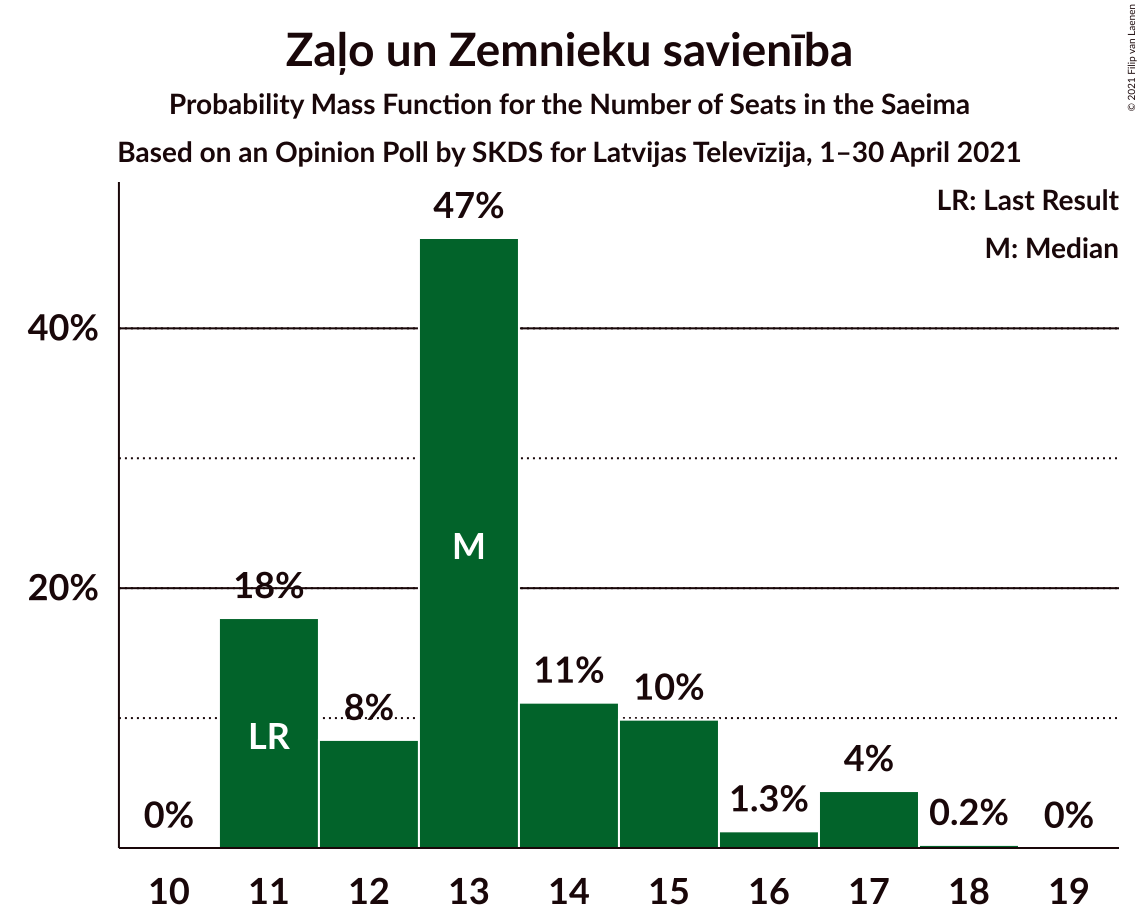 Zaļo un Zemnieku savienība
Probability Mass Function for the Number of Seats in the Saeima
Based on an Opinion Poll by SKDS for Latvijas Televīzija, 1–30 April 2021
© 2021 Filip van Laenen
LR: Last Result
M: Median
47%
40%
M
20%
18%
11%
10%
8%
LR
4%
1.3%
0%
0.2%
0%
10 11 12 13 14 15 16 17 18 19